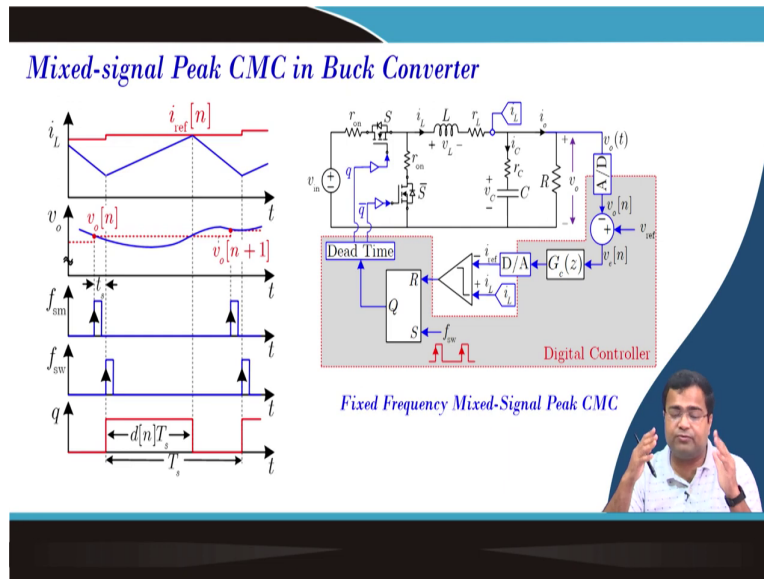 Mixed-signal Peak CMC in Buck Converter
i_L
i_ref[n]
t
v_o
v_o[n]
v_o[n + 1]
t
t_s
f_sm
t
f_sw
t
q
d[n]T_s
T_s
t
r_on
S
i_L
L
r_L
i_L
i_o
+ v_L −
i_C
r_C
r_on
v_in
q
q̄
S̄
+
v_C
−
C
R
+
v_o
−
v_o(t)
A/D
v_o[n]
−
+
v_ref
v_e[n]
G_c(z)
D/A
i_ref
−
+ i_L
i_L
Dead Time
R
Q
S
f_sw
Digital Controller
Fixed Frequency Mixed-Signal Peak CMC